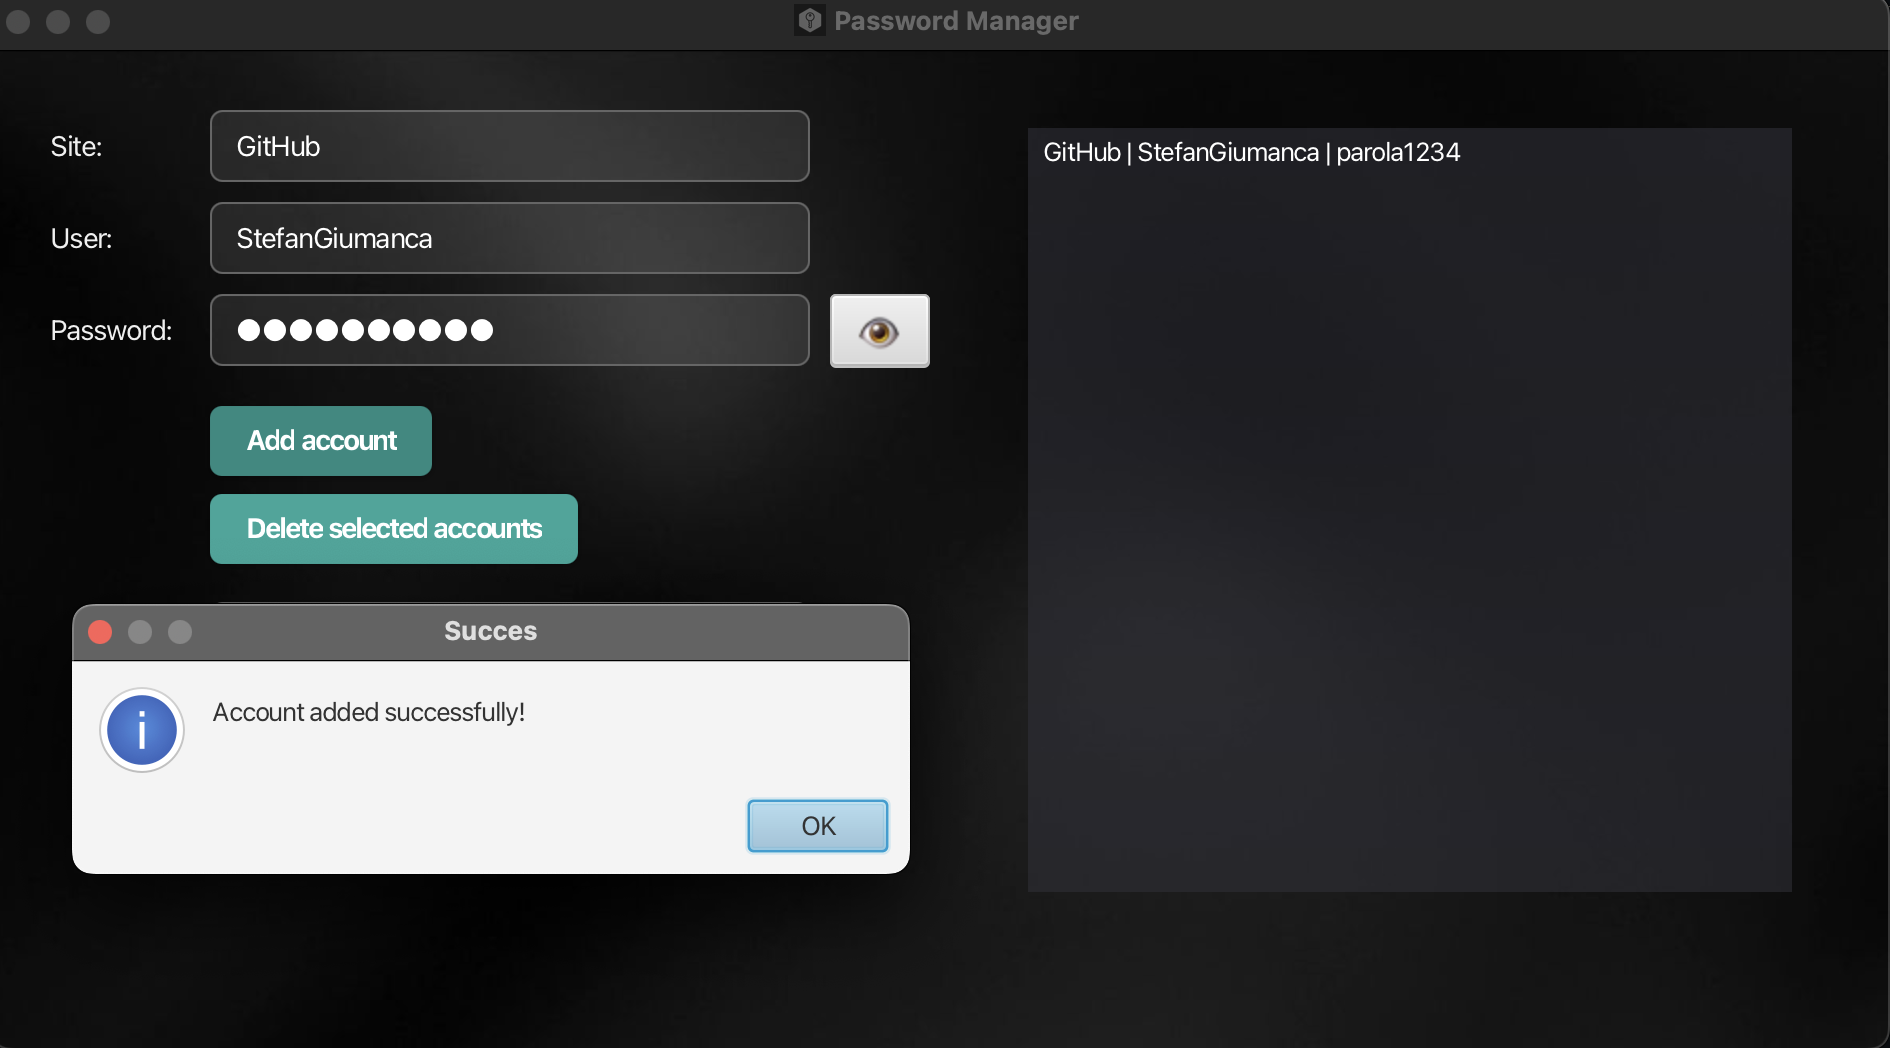 Password Manager
Site:
GitHub
User:
StefanGiumanca
Password:
●●●●●●●●●●
Add account
Delete selected accounts
GitHub | StefanGiumanca | parola1234
Succes
Account added successfully!
OK